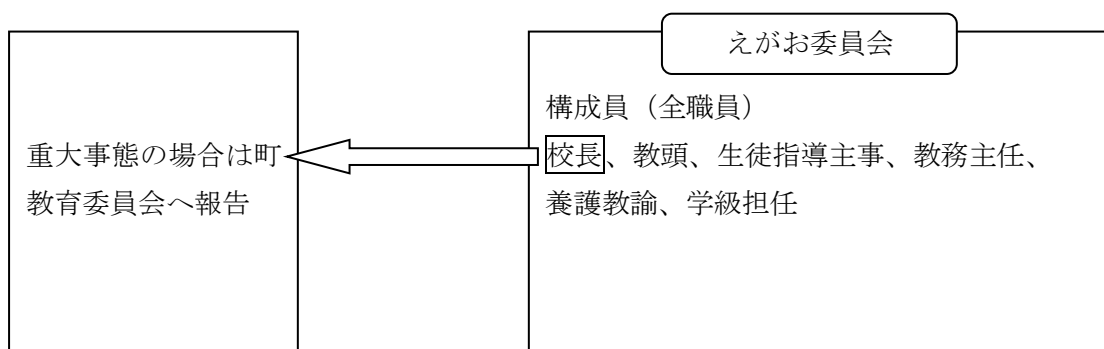 えがお委員会
構成員（全職員）
校長、教頭、生徒指導主事、教務主任、
養護教諭、学級担任
重大事態の場合は町
教育委員会へ報告